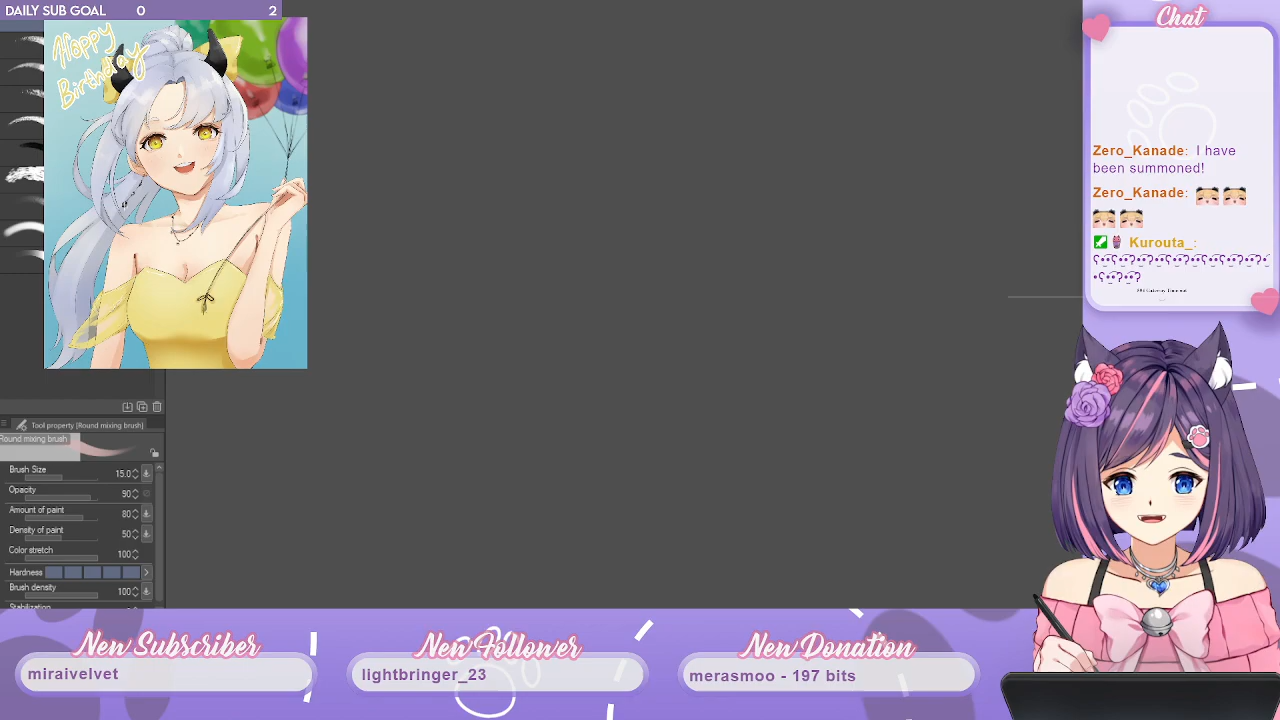 DAILY SUB GOAL 0 2
Happy
Birthday
Chat
Zero_Kanade: I have
been summoned!
Zero_Kanade:
Kurouta_:
Tool property [Round mixing brush]
Round mixing brush
Brush Size 15.0
Opacity 90
Amount of paint 80
Density of paint 50
Color stretch 100
Hardness
Brush density 100
Stabilization
New Subscriber
miraivelvet
New Follower
lightbringer_23
New Donation
merasmoo - 197 bits